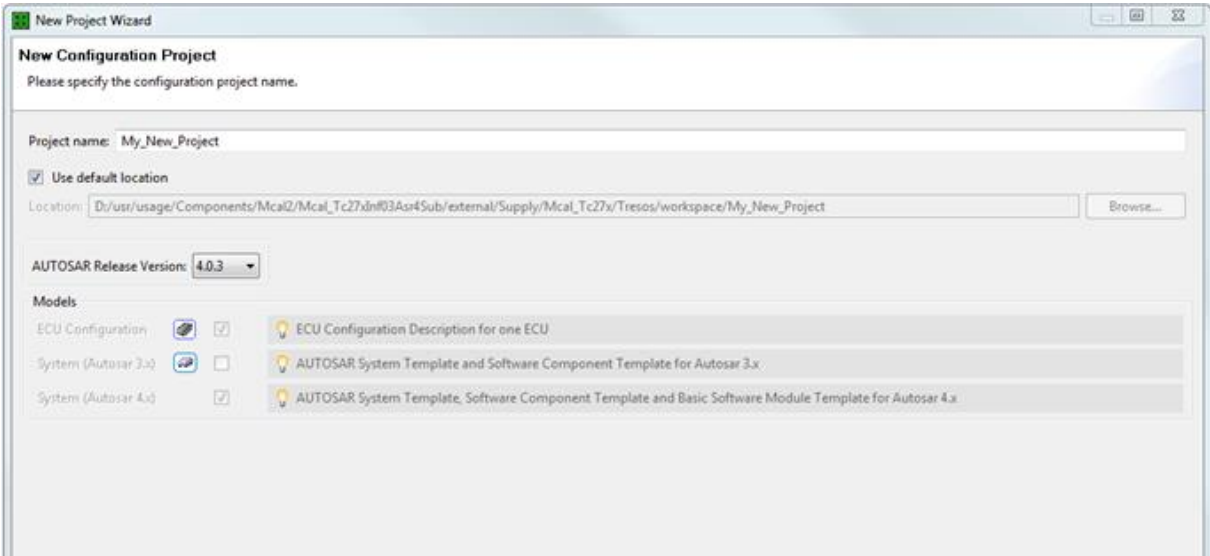 New Project Wizard
New Configuration Project
Please specify the configuration project name.
Project name: My_New_Project
Use default location
Location: D:/usr/usage/Components/Mcal2/Mcal_Tc27xInf03Asr4Sub/external/Supply/Mcal_Tc27x/Tresos/workspace/My_New_Project Browse...
AUTOSAR Release Version: 4.0.3
Models
ECU Configuration ECU Configuration Description for one ECU
System (Autosar 3.x) AUTOSAR System Template and Software Component Template for Autosar 3.x
System (Autosar 4.x) AUTOSAR System Template, Software Component Template and Basic Software Module Template for Autosar 4.x